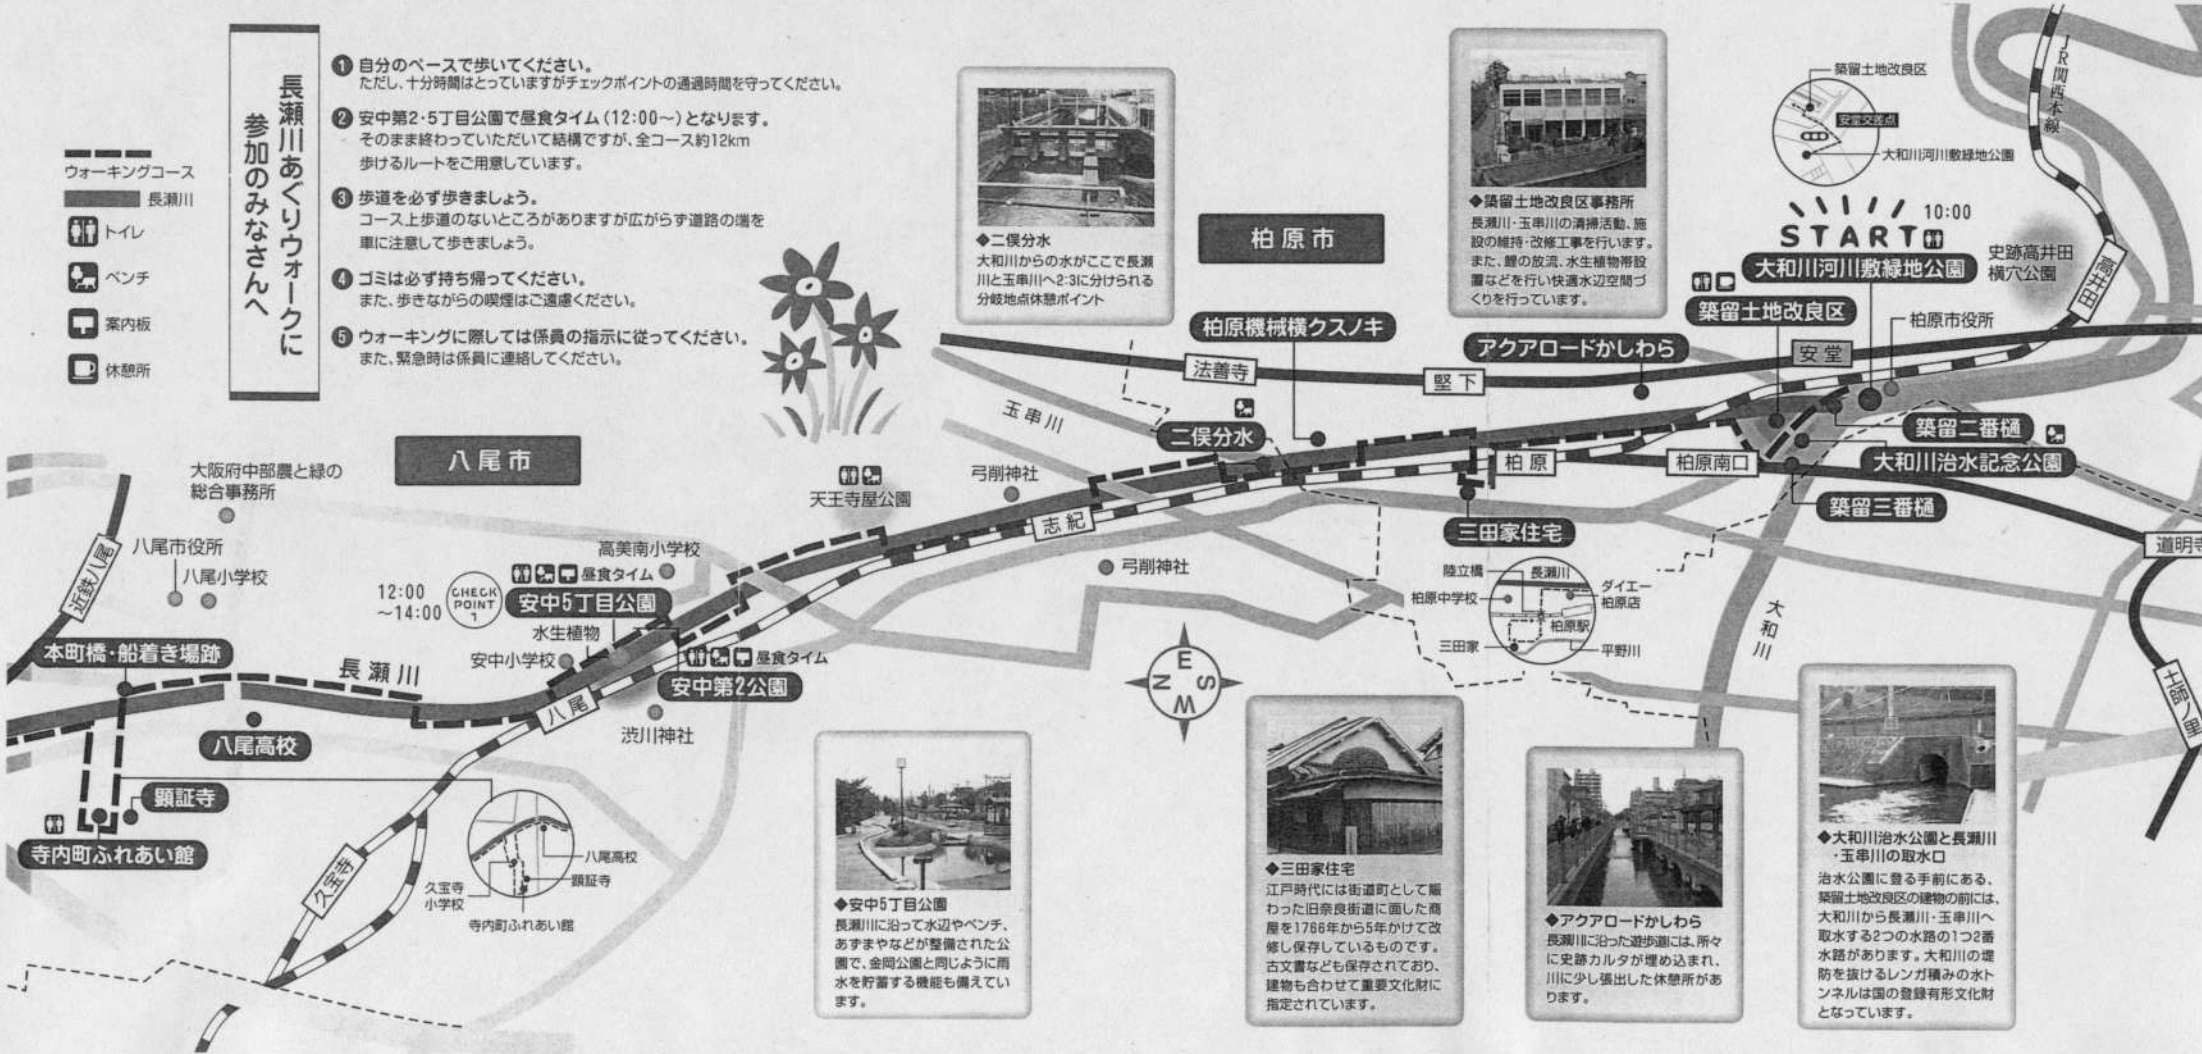 長瀬川あぐりウォークに
参加のみなさんへ
❶ 自分のペースで歩いてください。
ただし、十分時間はとっていますがチェックポイントの通過時間を守ってください。
❷ 安中第2・5丁目公園で昼食タイム(12:00～)となります。
そのまま終わっていただいて結構ですが、全コース約12km
歩けるルートをご用意しています。
❸ 歩道を必ず歩きましょう。
コース上歩道のないところがありますが広がらず道路の端を
車に注意して歩きましょう。
❹ ゴミは必ず持ち帰ってください。
また、歩きながらの喫煙はご遠慮ください。
❺ ウォーキングに際しては係員の指示に従ってください。
また、緊急時は係員に連絡してください。
ウォーキングコース
長瀬川
トイレ
ベンチ
案内板
休憩所
◆二俣分水
大和川からの水がここで長瀬
川と玉串川へ2:3に分けられる
分岐地点休憩ポイント
柏原市
◆築留土地改良区事務所
長瀬川・玉串川の清掃活動、施
設の維持・改修工事を行います。
また、鯉の放流、水生植物帯設
置などを行い快適水辺空間づ
くりを行っています。
築留土地改良区
安堂交差点
大和川河川敷緑地公園
JR関西本線
START
10:00
大和川河川敷緑地公園
史跡高井田
横穴公園
高井田
築留土地改良区
柏原市役所
柏原機械横クスノキ
アクアロードかしわら
安堂
法善寺
堅下
玉串川
二俣分水
築留二番樋
大和川治水記念公園
柏原
柏原南口
築留三番樋
三田家住宅
道明寺
八尾市
大阪府中部農と緑の
総合事務所
天王寺屋公園
弓削神社
志紀
弓削神社
八尾市役所
八尾小学校
近鉄八尾
高美南小学校
12:00
～14:00
CHECK
POINT
1
昼食タイム
安中5丁目公園
水生植物
安中小学校
昼食タイム
安中第2公園
本町橋・船着き場跡
長瀬川
八尾
渋川神社
八尾高校
顕証寺
寺内町ふれあい館
久宝寺
八尾高校
顕証寺
久宝寺
小学校
寺内町ふれあい館
E
N
S
W
陸立橋
長瀬川
ダイエー
柏原店
柏原中学校
柏原駅
三田家
平野川
大和川
土師ノ里
◆安中5丁目公園
長瀬川に沿って水辺やベンチ、
あずまやなどが整備された公
園で、金岡公園と同じように雨
水を貯留する機能も備えてい
ます。
◆三田家住宅
江戸時代には街道町として賑
わった旧奈良街道に面した商
屋を1766年から5年かけて改
修し保存しているものです。
古文書なども保存されており、
建物も合わせて重要文化財に
指定されています。
◆アクアロードかしわら
長瀬川に沿った遊歩道には、所々
に史跡カルタが埋め込まれ、
川に少し張出した休憩所があ
ります。
◆大和川治水公園と長瀬川
・玉串川の取水口
治水公園に登る手前にある、
築留土地改良区の建物の前には、
大和川から長瀬川・玉串川へ
取水する2つの水路の1つ2番
水路があります。大和川の堤
防を抜けるレンガ積みの水ト
ンネルは国の登録有形文化財
となっています。